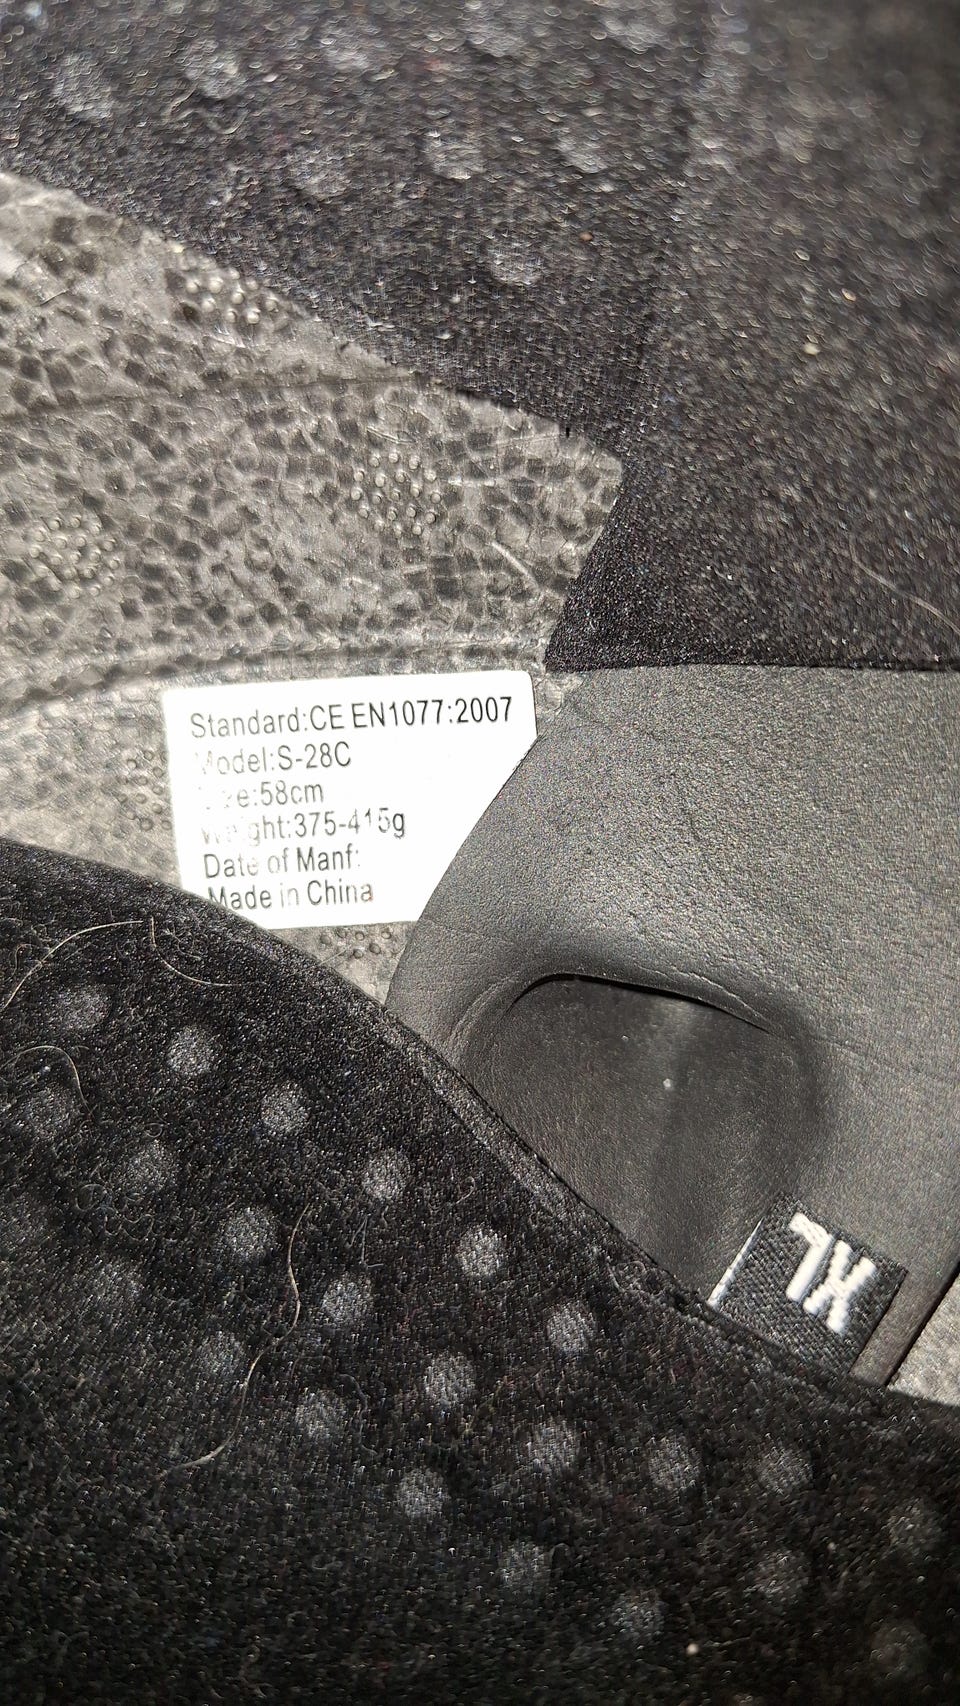 Standard:CE EN1077:2007
Model:S-28C
Size:58cm
Weight:375-415g
Date of Manf:
Made in China
XL